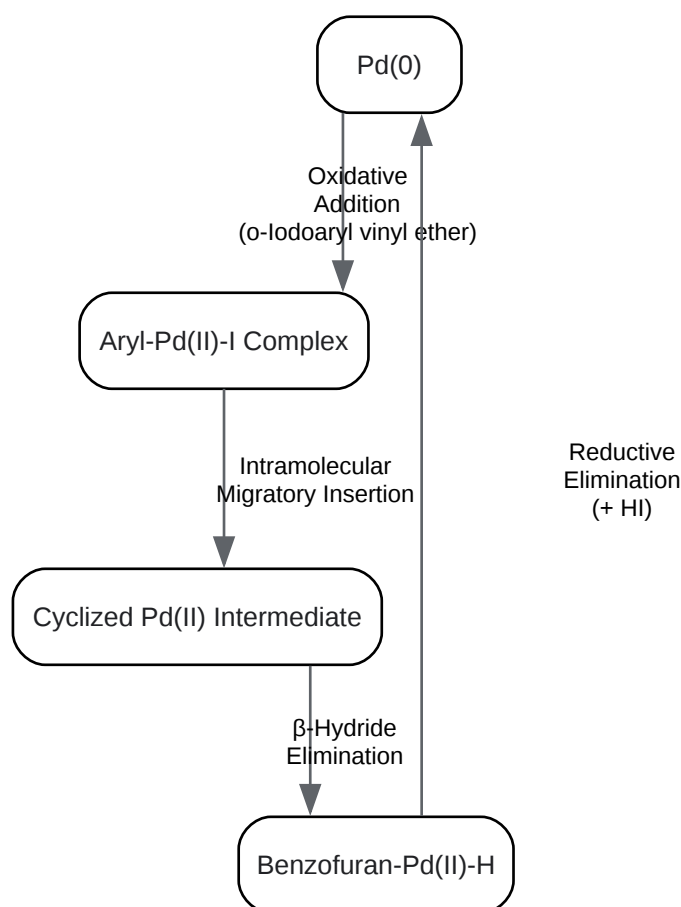 Pd(0)
Oxidative
Addition
(o-Iodoaryl vinyl ether)
Aryl-Pd(II)-I Complex
Intramolecular
Migratory Insertion
Reductive
Elimination
(+ HI)
Cyclized Pd(II) Intermediate
β-Hydride
Elimination
Benzofuran-Pd(II)-H